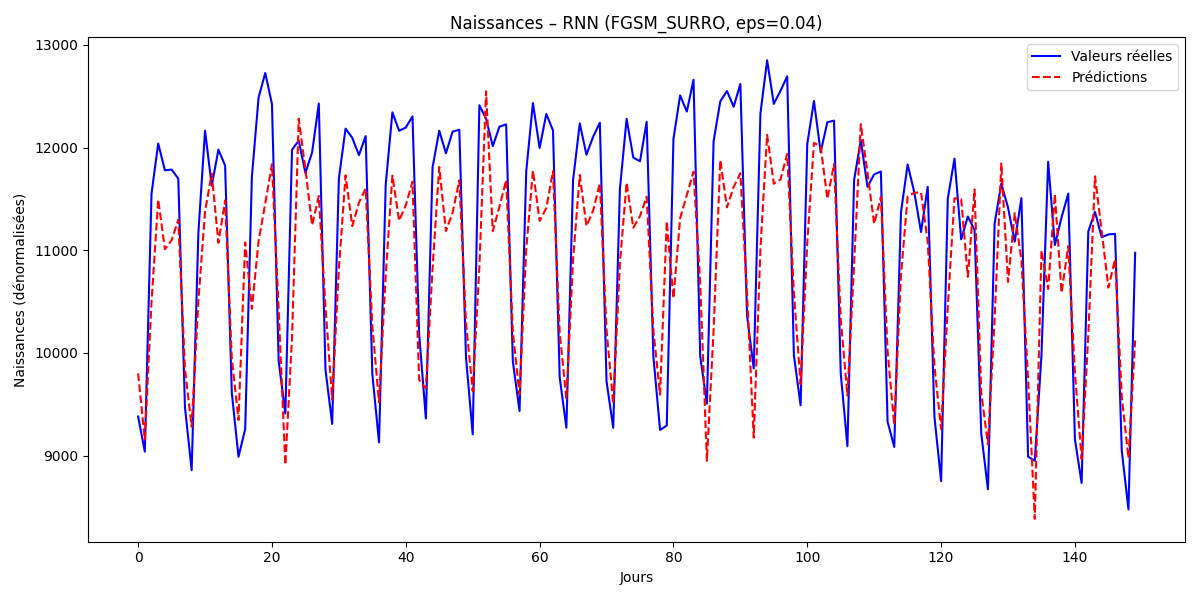 Naissances – RNN (FGSM_SURRO, eps=0.04)
Valeurs réelles
Prédictions
Naissances (dénormalisées)
13000
12000
11000
10000
9000
0 20 40 60 80 100 120 140
Jours